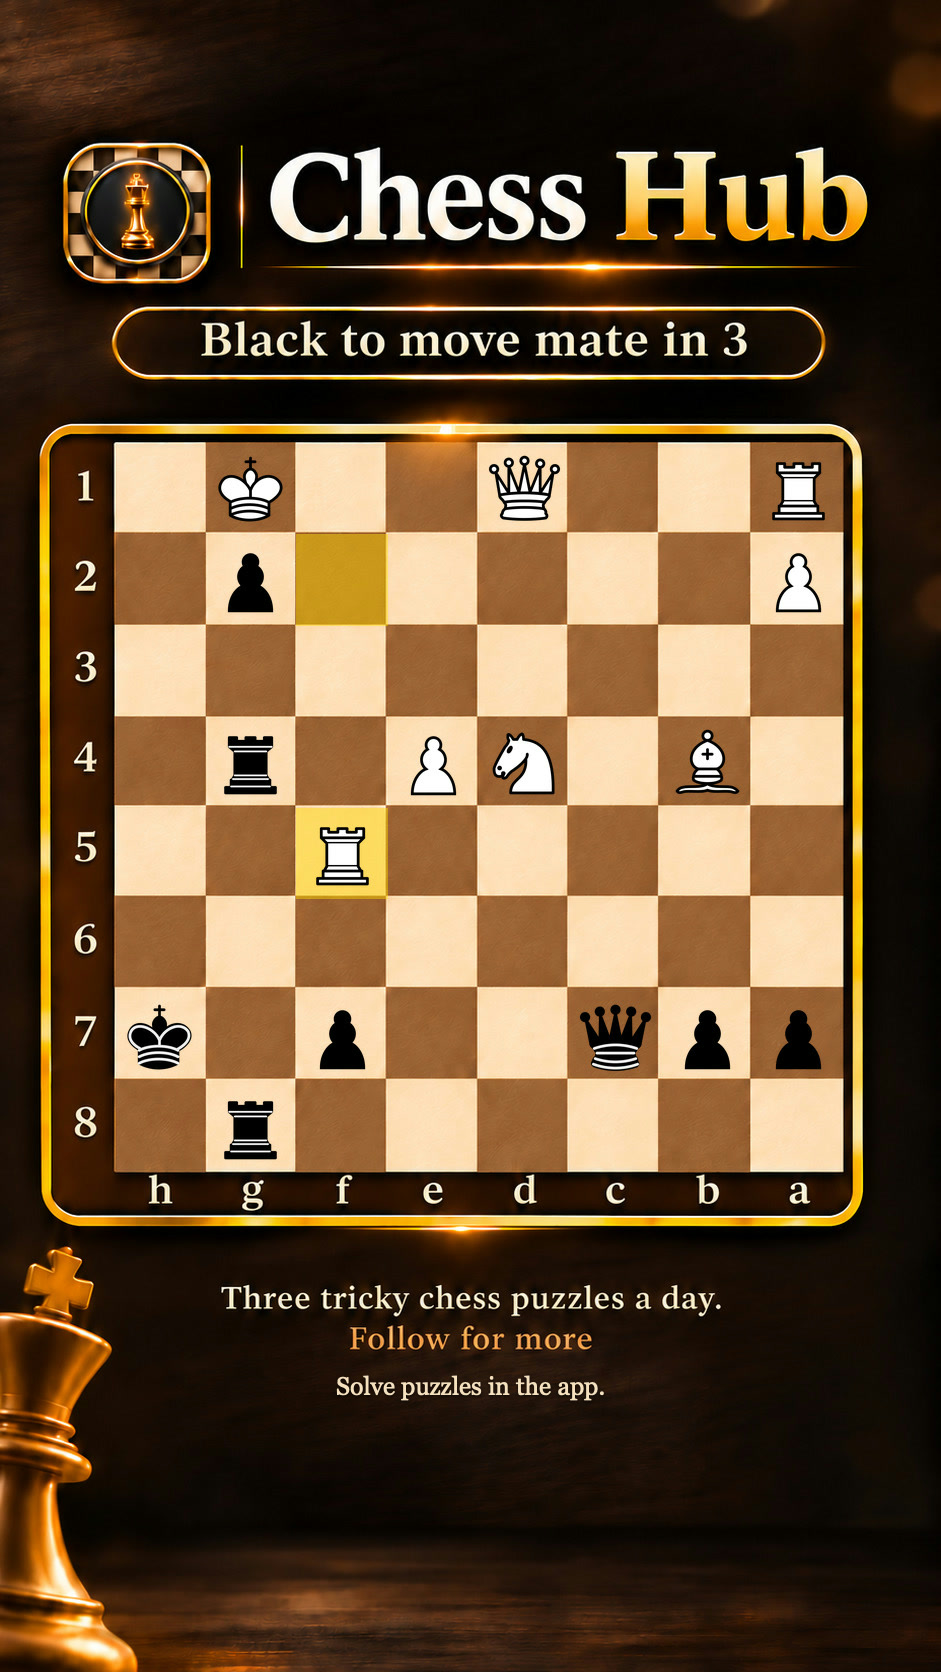 Chess Hub
Black to move mate in 3
1
2
3
4
5
6
7
8
h g f e d c b a
Three tricky chess puzzles a day.
Follow for more
Solve puzzles in the app.